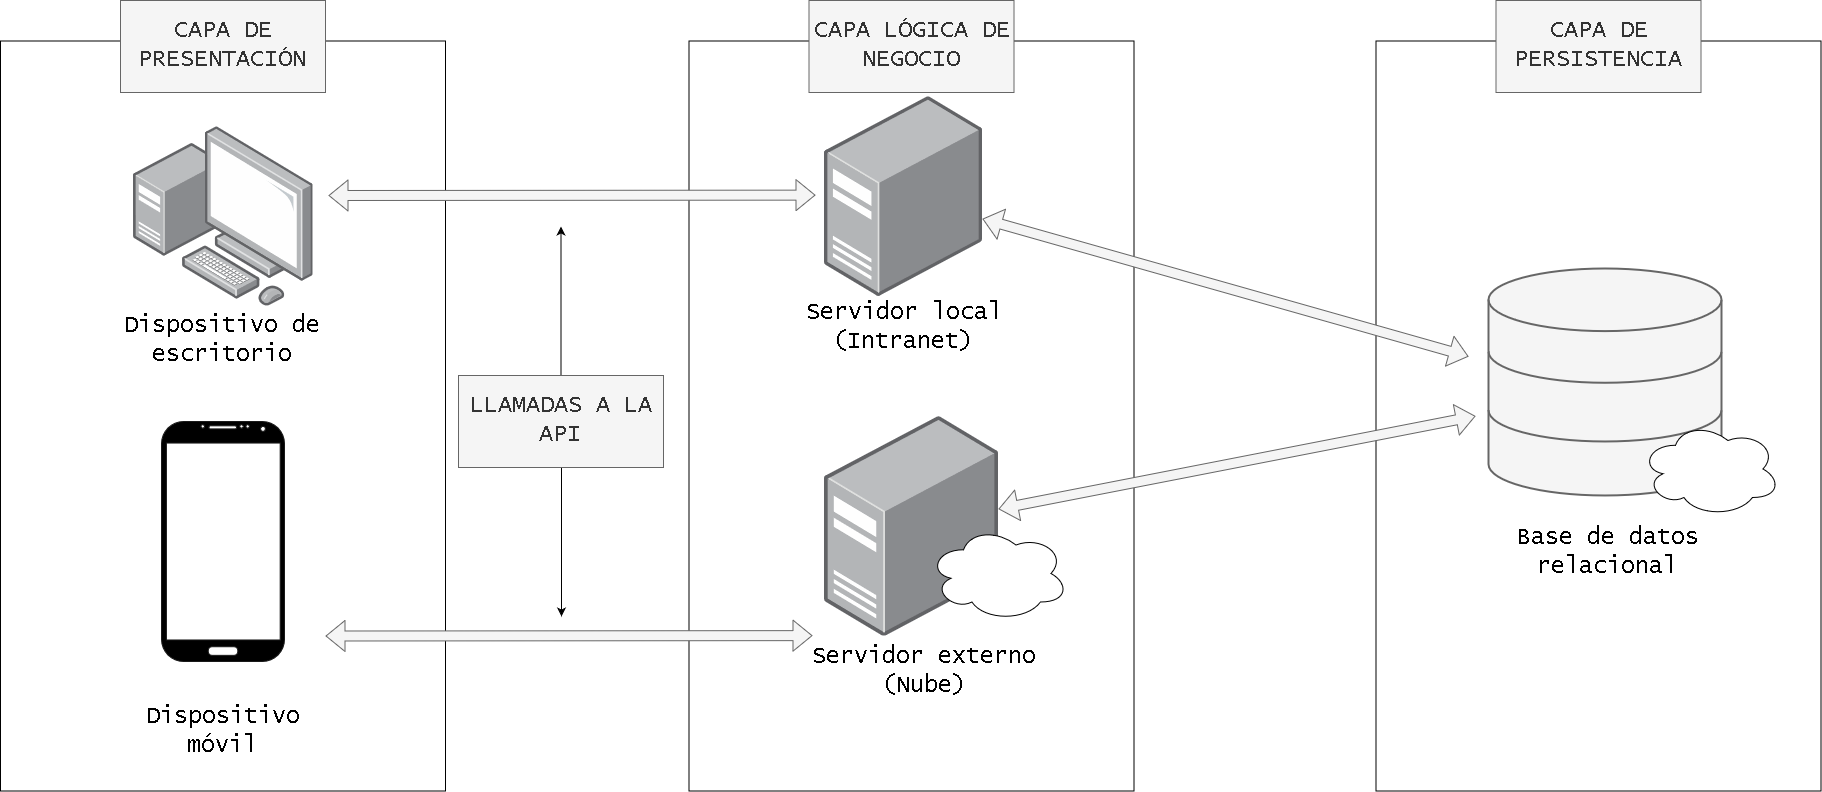 CAPA DE
PRESENTACIÓN
CAPA LÓGICA DE
NEGOCIO
CAPA DE
PERSISTENCIA
Dispositivo de
escritorio
Servidor local
(Intranet)
LLAMADAS A LA
API
Base de datos
relacional
Servidor externo
(Nube)
Dispositivo
móvil